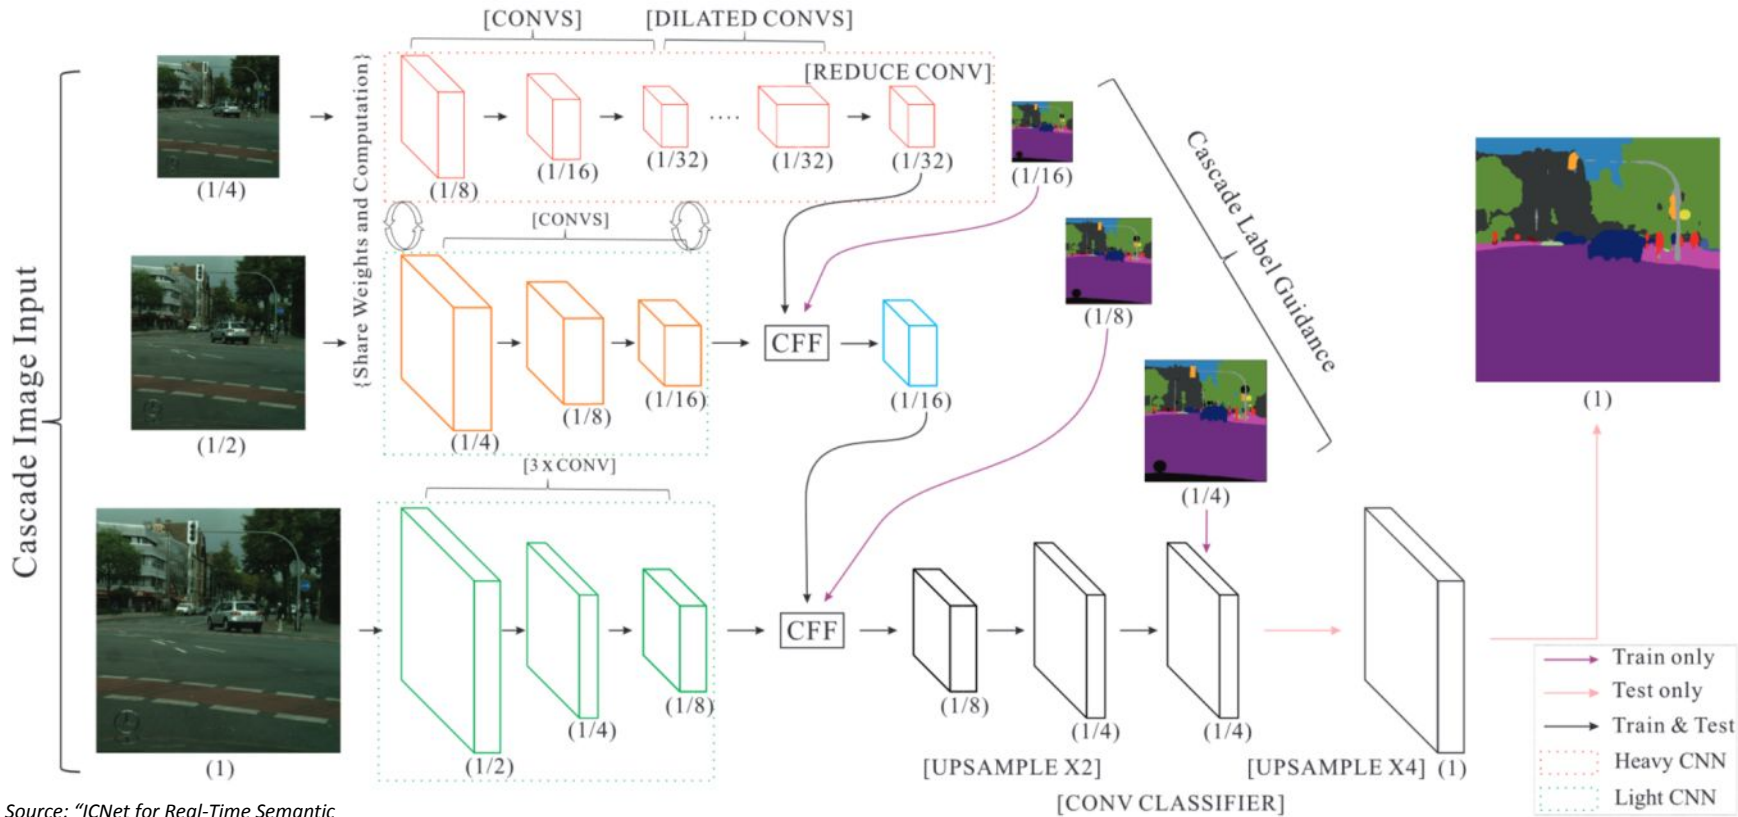 [CONVS]
[DILATED CONVS]
[REDUCE CONV]
(1/4)
(1/8)
(1/16)
(1/32)
....
(1/32)
(1/32)
(1/16)
{Share Weights and Computation}
Cascade Image Input
Cascade Label Guidance
[CONVS]
(1/2)
(1/4)
(1/8)
(1/16)
CFF
(1/16)
(1/8)
(1/4)
(1)
[3 X CONV]
(1)
(1/2)
(1/4)
(1/8)
CFF
(1/8)
(1/4)
(1/4)
(1)
[UPSAMPLE X2]
[UPSAMPLE X4]
[CONV CLASSIFIER]
Train only
Test only
Train & Test
Heavy CNN
Light CNN
Source: “ICNet for Real-Time Semantic